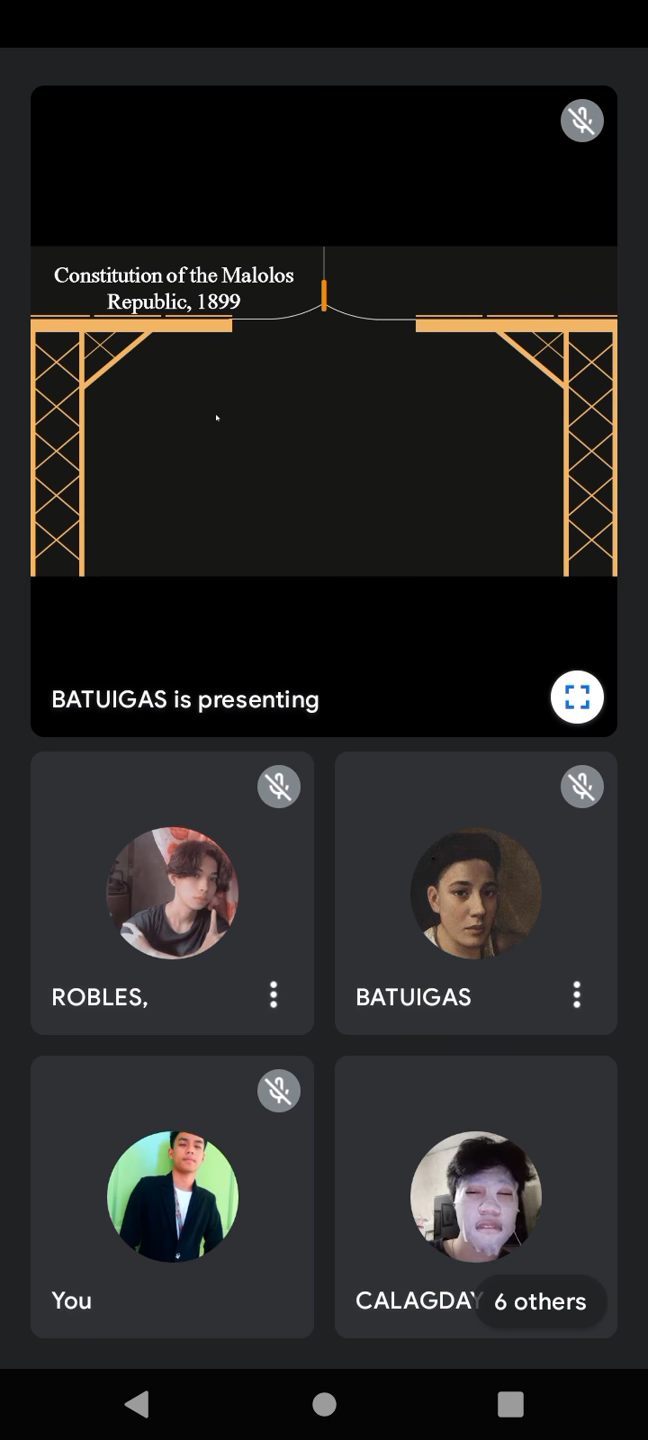 Constitution of the Malolos
Republic, 1899
BATUIGAS is presenting
ROBLES,
BATUIGAS
You
CALAGDAY
6 others